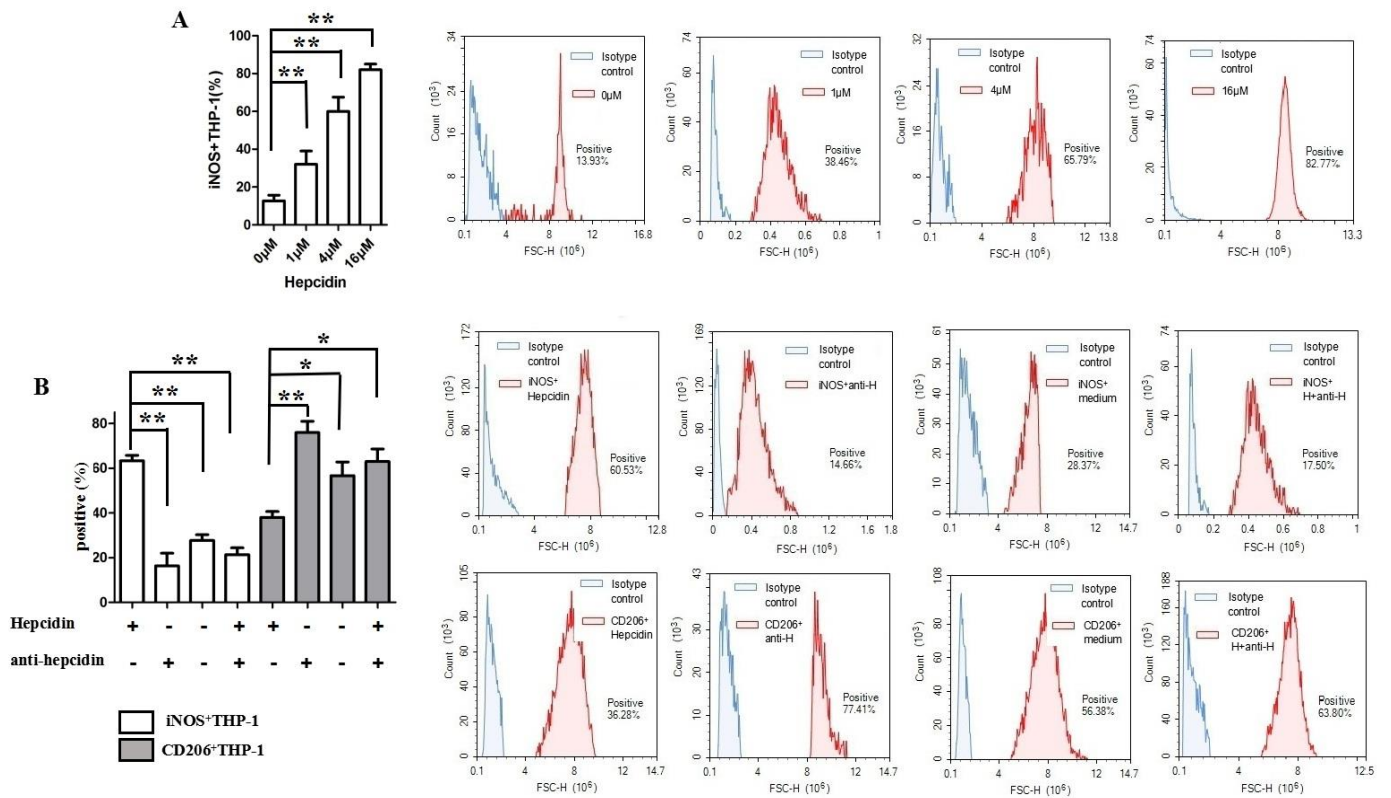 A
iNOS+THP-1(%)
100
80
60
40
20
0
**
**
**
0μM
1μM
4μM
16μM
Hepcidin
Count (10³)
34
24
16
8
0
Isotype
control
0μM
Positive
13.93%
0.1
4
8
12
16.8
FSC-H (10⁶)
Count (10³)
74
60
40
20
0
Isotype
control
1μM
Positive
38.46%
0
0.2
0.4
0.6
0.8
1
FSC-H (10⁶)
Count (10³)
32
24
16
8
0
Isotype
control
4μM
Positive
65.79%
0.1
4
8
12
13.8
FSC-H (10⁶)
Count (10³)
74
60
40
20
0
Isotype
control
16μM
Positive
82.77%
0.1
4
8
13.3
FSC-H (10⁶)
B
positive (%)
80
60
40
20
0
**
**
**
**
*
*
Hepcidin
+ - - + + - - +
anti-hepcidin
- + - + - + - +
iNOS⁺THP-1
CD206⁺THP-1
Count (10³)
172
120
80
40
0
Isotype
control
iNOS⁺
Hepcidin
Positive
60.53%
0.1
4
8
12.8
FSC-H (10⁶)
Count (10³)
169
120
80
40
0
Isotype
control
iNOS⁺anti-H
Positive
14.66%
0
0.4
0.8
1.2
1.8
FSC-H (10⁶)
Count (10³)
61
50
40
30
20
10
0
Isotype
control
iNOS⁺
medium
Positive
28.37%
0.1
4
8
12
14.7
FSC-H (10⁶)
Count (10³)
74
60
40
20
0
Isotype
control
iNOS⁺
H+anti-H
Positive
17.50%
0
0.2
0.4
0.6
0.8
1
FSC-H (10⁶)
Count (10³)
105
80
60
40
20
0
Isotype
control
CD206⁺
Hepcidin
Positive
36.28%
0.1
4
8
12
14.7
FSC-H (10⁶)
Count (10³)
43
30
20
10
0
Isotype
control
CD206⁺
anti-H
Positive
77.41%
0.1
4
8
12
14.7
FSC-H (10⁶)
Count (10³)
108
80
60
40
20
0
Isotype
control
CD206⁺
medium
Positive
56.38%
0.1
4
8
12
14.7
FSC-H (10⁶)
Count (10³)
188
160
120
80
40
0
Isotype
control
CD206⁺
H+anti-H
Positive
63.80%
0.1
4
8
12.5
FSC-H (10⁶)